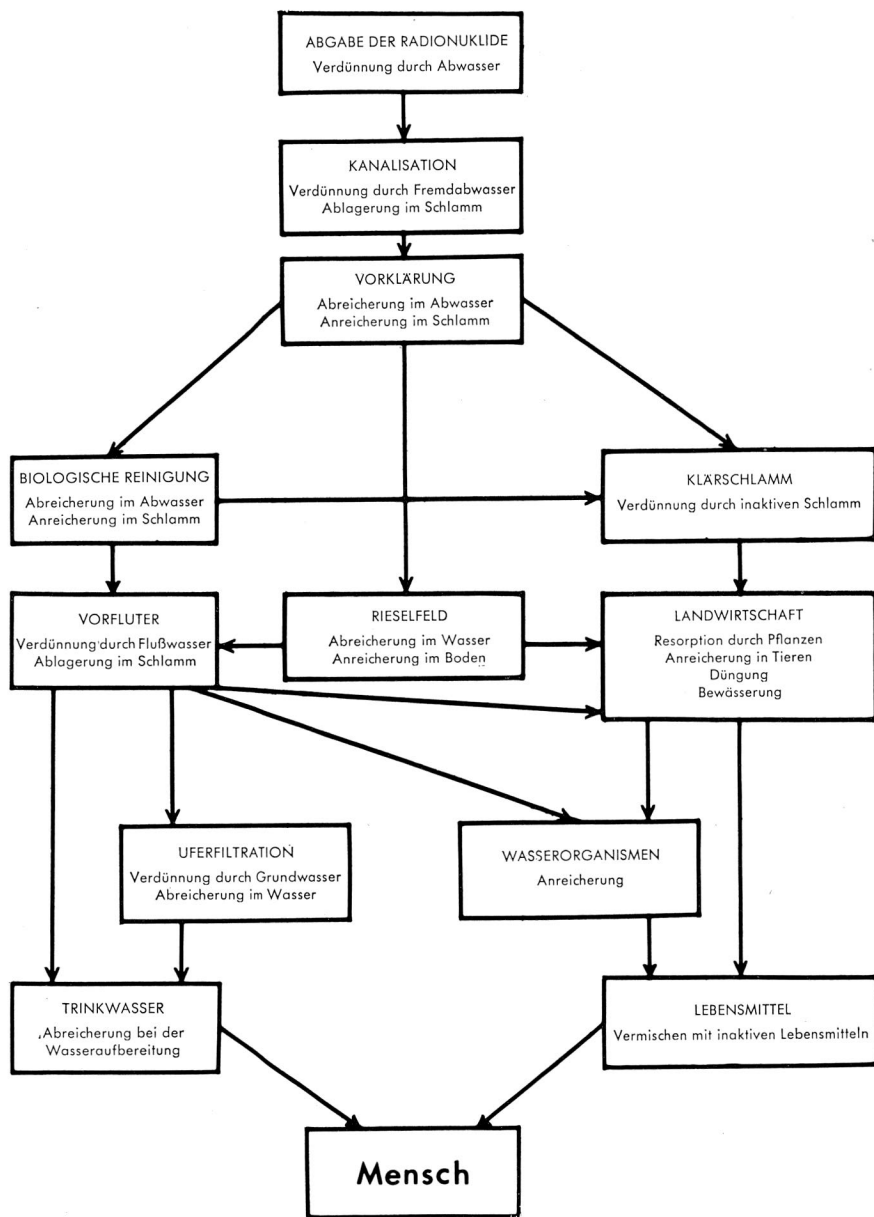 ABGABE DER RADIONUKLIDE
Verdünnung durch Abwasser
KANALISATION
Verdünnung durch Fremdabwasser
Ablagerung im Schlamm
VORKLÄRUNG
Abreicherung im Abwasser
Anreicherung im Schlamm
BIOLOGISCHE REINIGUNG
Abreicherung im Abwasser
Anreicherung im Schlamm
KLÄRSCHLAMM
Verdünnung durch inaktiven Schlamm
VORFLUTER
Verdünnung durch Flußwasser
Ablagerung im Schlamm
RIESELFELD
Abreicherung im Wasser
Anreicherung im Boden
LANDWIRTSCHAFT
Resorption durch Pflanzen
Anreicherung in Tieren
Düngung
Bewässerung
UFERFILTRATION
Verdünnung durch Grundwasser
Abreicherung im Wasser
WASSERORGANISMEN
Anreicherung
TRINKWASSER
Abreicherung bei der
Wasseraufbereitung
LEBENSMITTEL
Vermischen mit inaktiven Lebensmitteln
Mensch